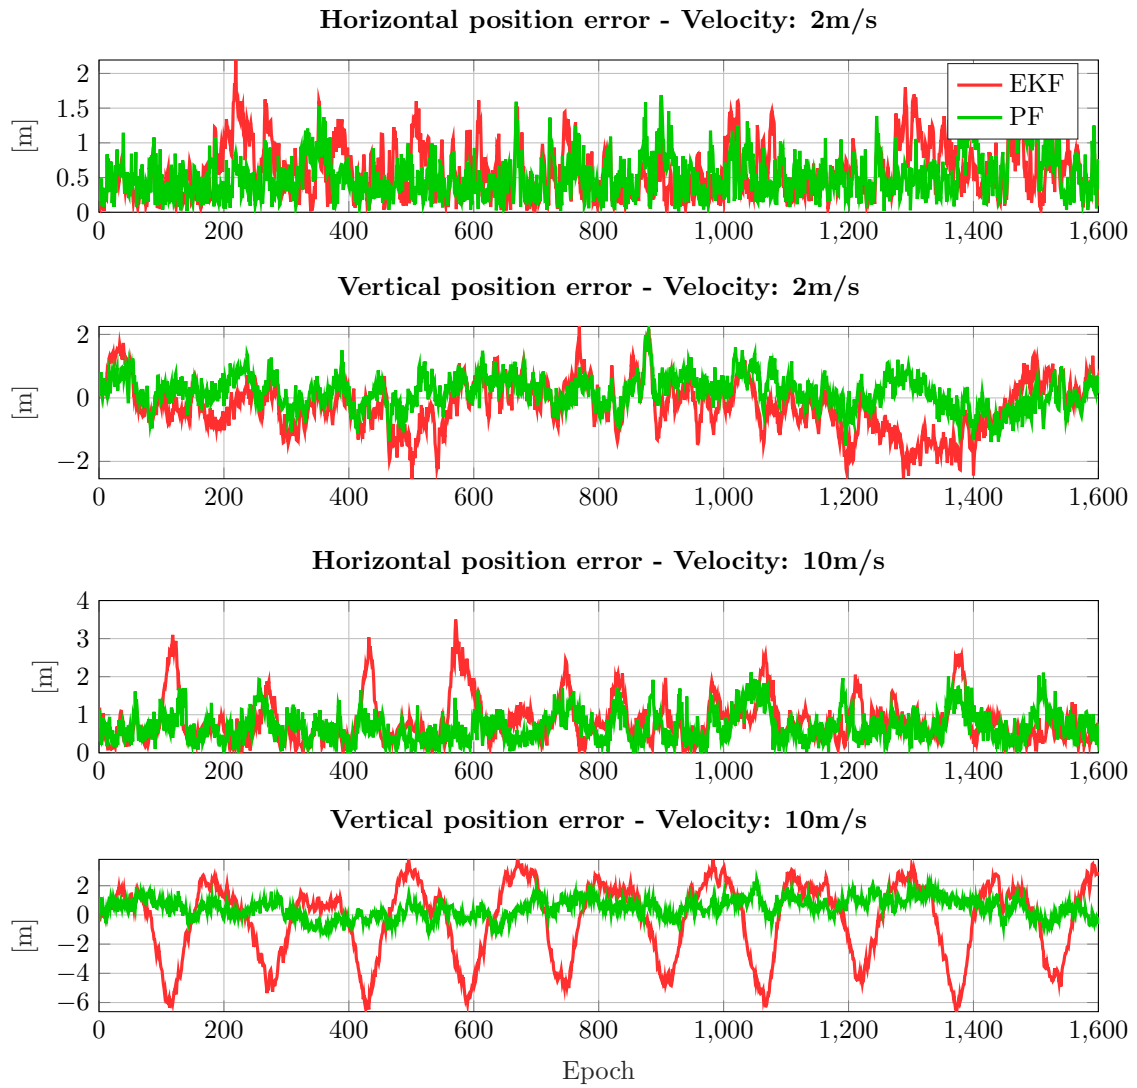 Horizontal position error - Velocity: 2m/s
2
1.5
1
0.5
0
[m]
EKF
PF
0 200 400 600 800 1,000 1,200 1,400 1,600
Vertical position error - Velocity: 2m/s
2
0
−2
[m]
0 200 400 600 800 1,000 1,200 1,400 1,600
Horizontal position error - Velocity: 10m/s
4
3
2
1
0
[m]
0 200 400 600 800 1,000 1,200 1,400 1,600
Vertical position error - Velocity: 10m/s
2
0
−2
−4
−6
[m]
0 200 400 600 800 1,000 1,200 1,400 1,600
Epoch